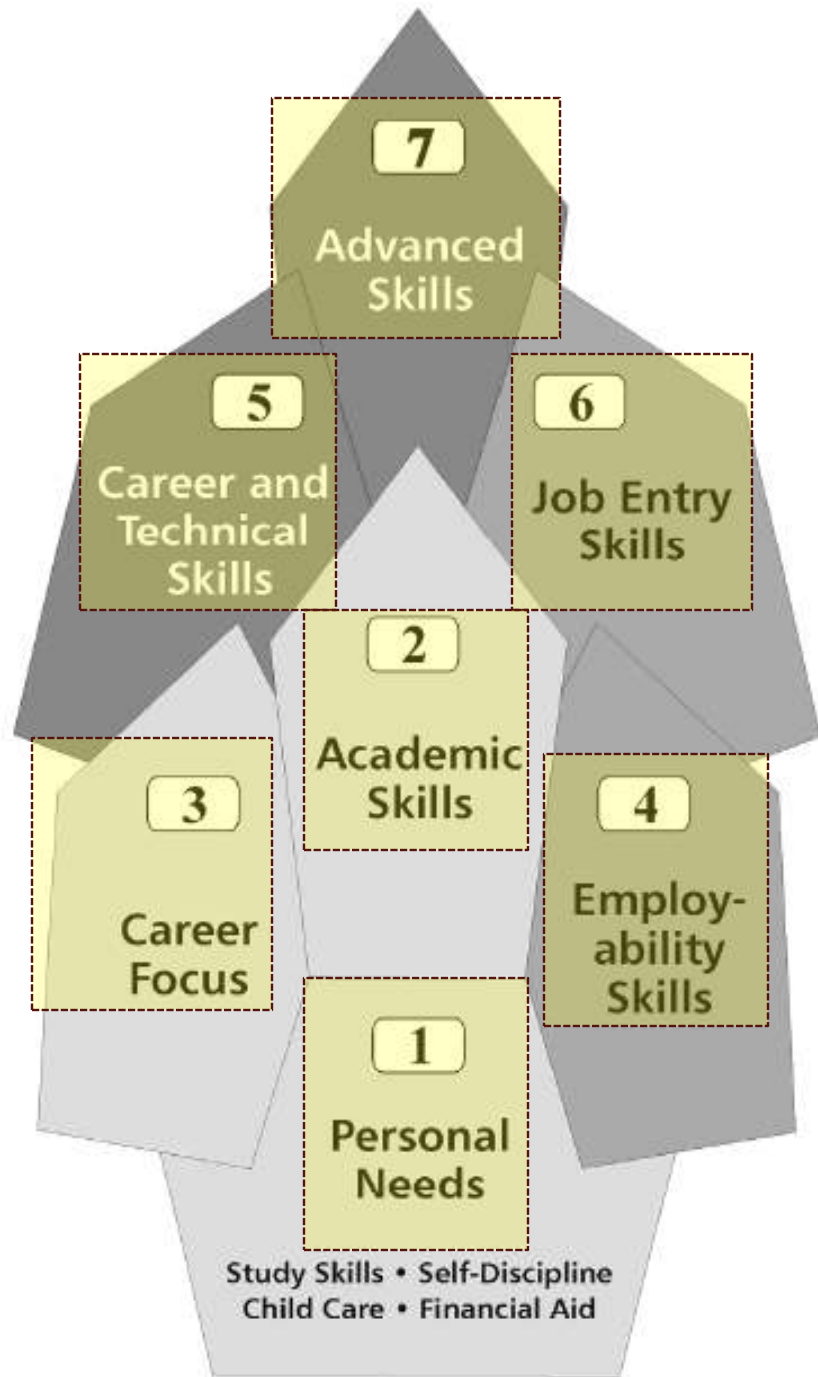 7
Advanced
Skills
5
Career and
Technical
Skills
6
Job Entry
Skills
2
Academic
Skills
3
Career
Focus
4
Employ-
ability
Skills
1
Personal
Needs
Study Skills • Self-Discipline
Child Care • Financial Aid